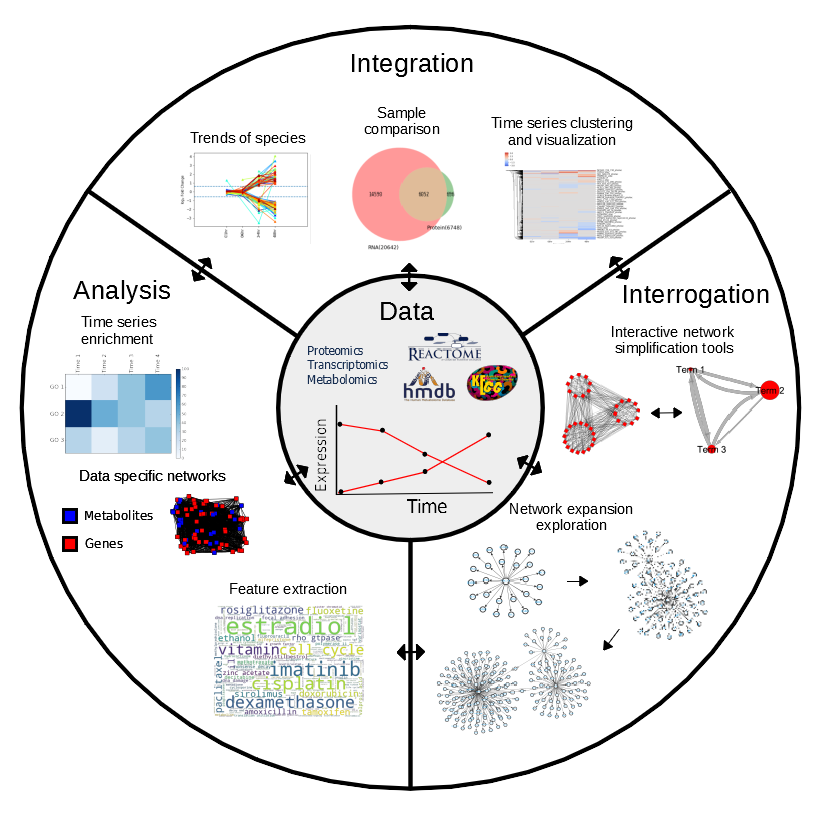 Integration
Trends of species
Sample
comparison
Time series clustering
and visualization
14590
6052
696
Protein(6748)
RNA(20642)
Analysis
Time series
enrichment
Time 1
Time 2
Time 3
Time 4
GO 1
GO 2
GO 3
Data specific networks
Metabolites
Genes
Feature extraction
rosiglitazone fluoxetine
estradiol
ethanol
rho gtpase
vitamin cell cycle
imatinib
zinc acetate
cisplatin
paclitaxel
sirolimus doxorubicin
dexamethasone
amoxicillin tamoxifen
Data
Proteomics
Transcriptomics
Metabolomics
REACTOME
hmdb
KEGG
Expression
Time
Interrogation
Interactive network
simplification tools
Term 1
Term 2
Term 3
Network expansion
exploration